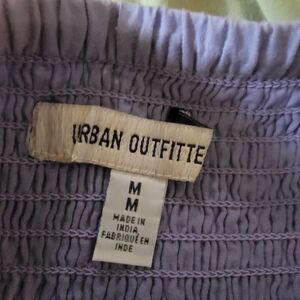 URBAN OUTFITTE
M
M
MADE IN
INDIA
FABRIQUÉ EN
INDE